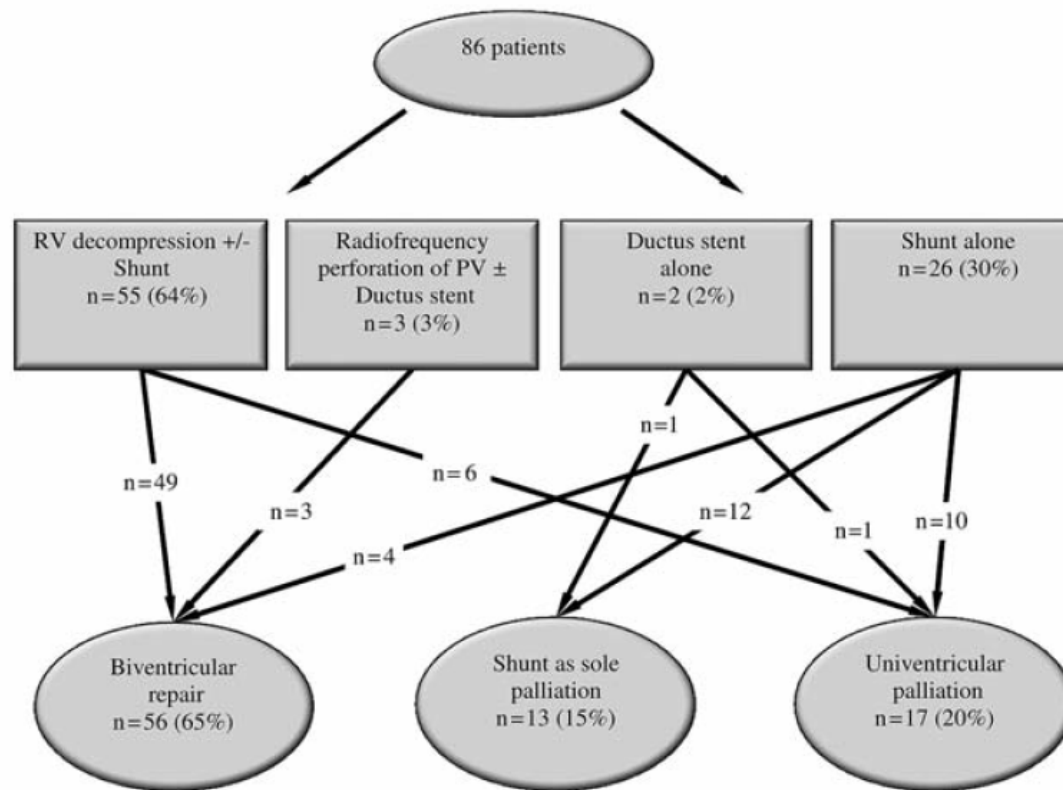 86 patients
RV decompression +/-
Shunt
n=55 (64%)
Radiofrequency
perforation of PV ±
Ductus stent
n=3 (3%)
Ductus stent
alone
n=2 (2%)
Shunt alone
n=26 (30%)
n=49
n=3
n=4
n=6
n=1
n=12
n=1
n=10
Biventricular
repair
n=56 (65%)
Shunt as sole
palliation
n=13 (15%)
Univentricular
palliation
n=17 (20%)